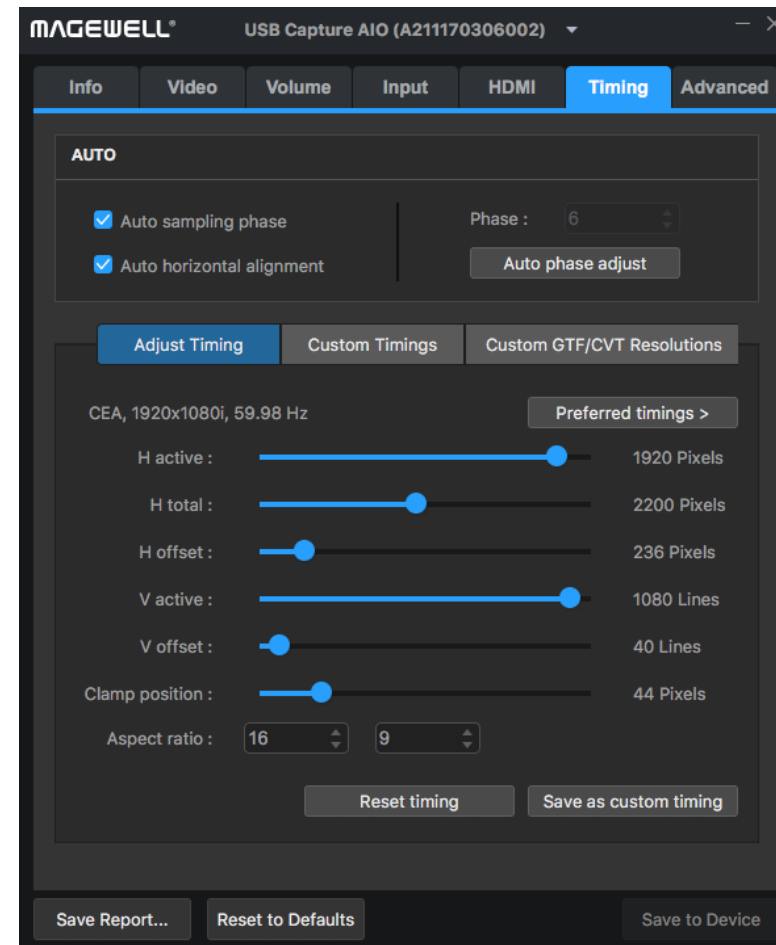 MAGEWELL® USB Capture AIO (A211170306002)
Info Video Volume Input HDMI Timing Advanced
AUTO
Auto sampling phase Phase : 6
Auto horizontal alignment Auto phase adjust
Adjust Timing Custom Timings Custom GTF/CVT Resolutions
CEA, 1920x1080i, 59.98 Hz Preferred timings >
H active : 1920 Pixels
H total : 2200 Pixels
H offset : 236 Pixels
V active : 1080 Lines
V offset : 40 Lines
Clamp position : 44 Pixels
Aspect ratio : 16 9
Reset timing Save as custom timing
Save Report... Reset to Defaults Save to Device